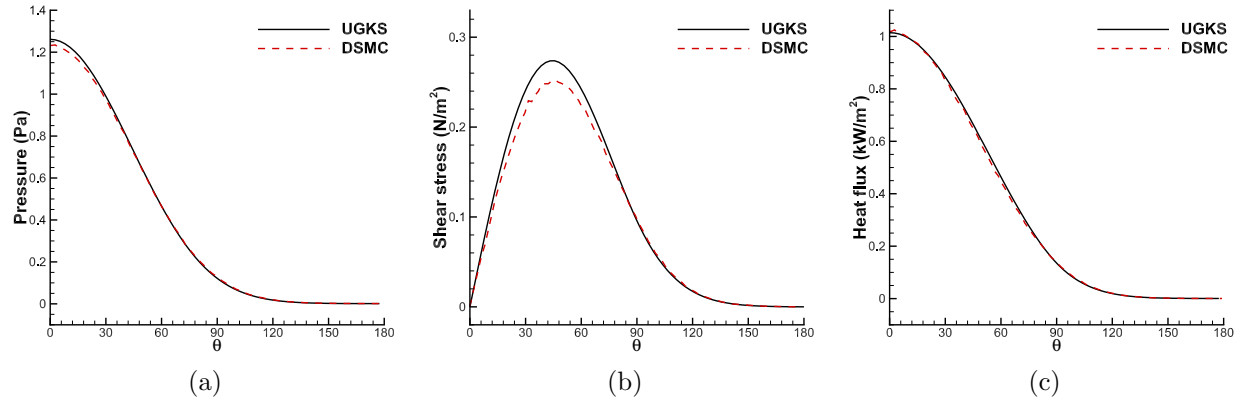 Pressure (Pa)
1.4
1.2
1
0.8
0.6
0.4
0.2
0
0 30 60 90 120 150 180
θ
UGKS
DSMC
(a)
Shear stress (N/m²)
0.3
0.2
0.1
0
0 30 60 90 120 150 180
θ
UGKS
DSMC
(b)
Heat flux (kW/m²)
1
0.8
0.6
0.4
0.2
0
0 30 60 90 120 150 180
θ
UGKS
DSMC
(c)